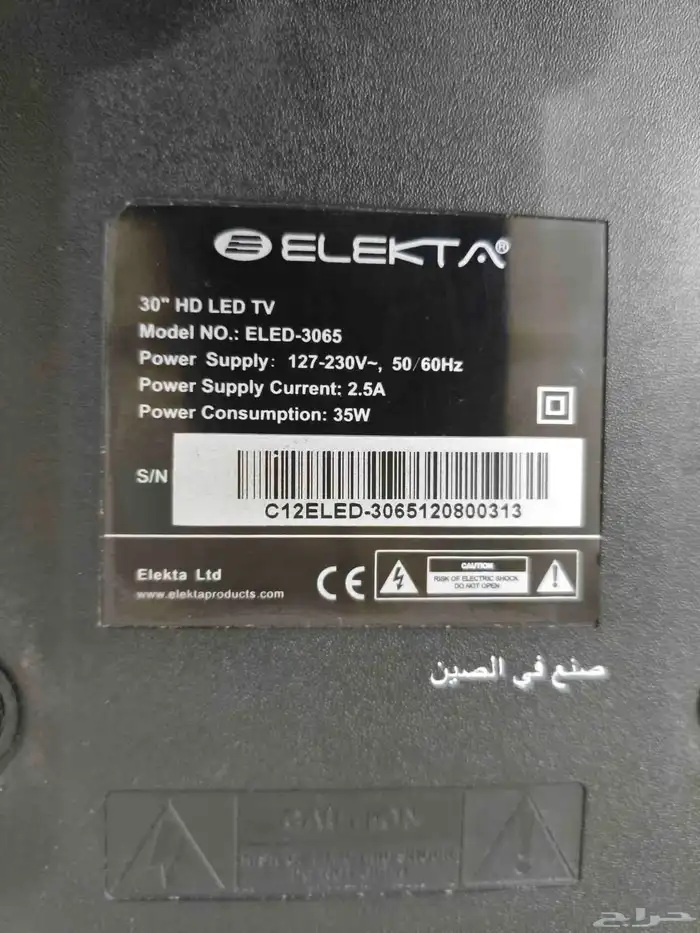 ELEKTA®
30" HD LED TV
Model NO.: ELED-3065
Power Supply: 127-230V~, 50/60Hz
Power Supply Current: 2.5A
Power Consumption: 35W
S/N
C12ELED-3065120800313
Elekta Ltd
www.elektaproducts.com
CE
CAUTION
RISK OF ELECTRIC SHOCK
DO NOT OPEN
صنع في الصين
CAUTION
حراج